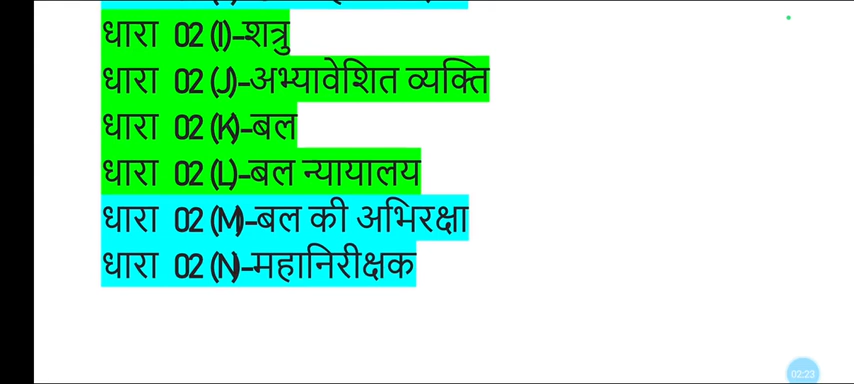 धारा 02 (I)-शत्रु
धारा 02 (J)-अभ्यावेशित व्यक्ति
धारा 02 (K)-बल
धारा 02 (L)-बल न्यायालय
धारा 02 (M)-बल की अभिरक्षा
धारा 02 (N)-महानिरीक्षक
02:23